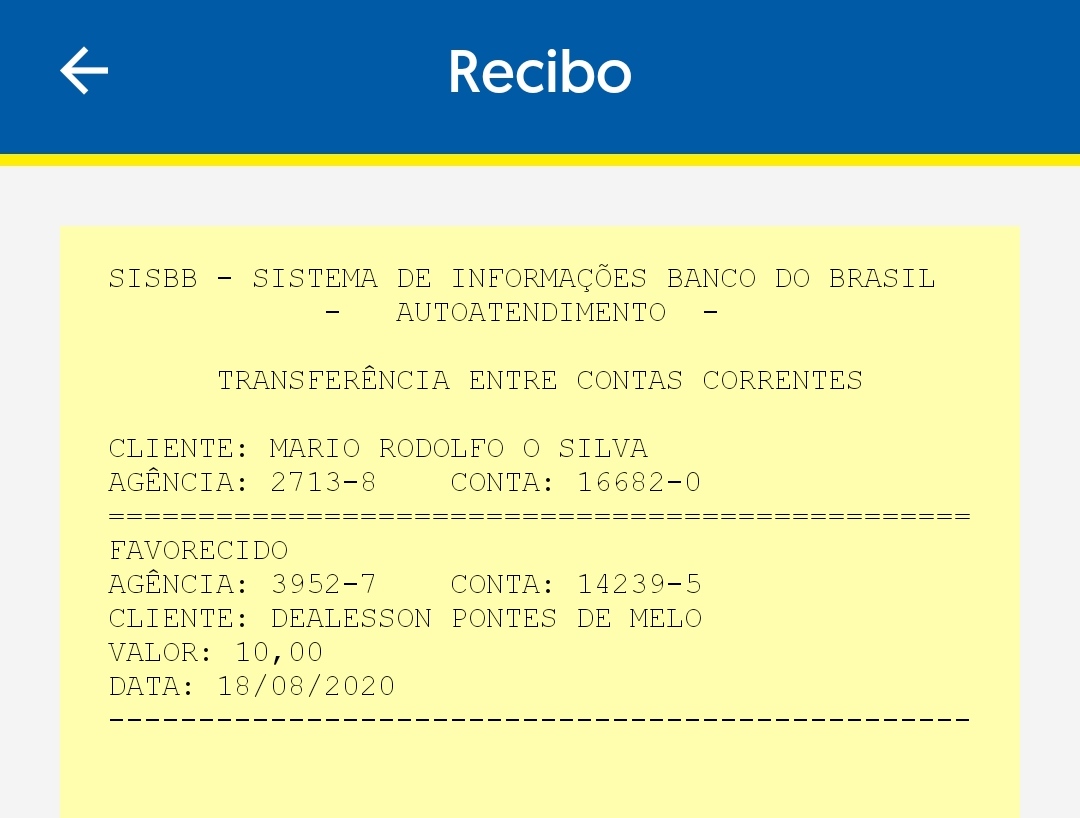 Recibo
SISBB - SISTEMA DE INFORMAÇÕES BANCO DO BRASIL
- AUTOATENDIMENTO -
TRANSFERÊNCIA ENTRE CONTAS CORRENTES
CLIENTE: MARIO RODOLFO O SILVA
AGÊNCIA: 2713-8 CONTA: 16682-0
================================================
FAVORECIDO
AGÊNCIA: 3952-7 CONTA: 14239-5
CLIENTE: DEALESSON PONTES DE MELO
VALOR: 10,00
DATA: 18/08/2020
------------------------------------------------